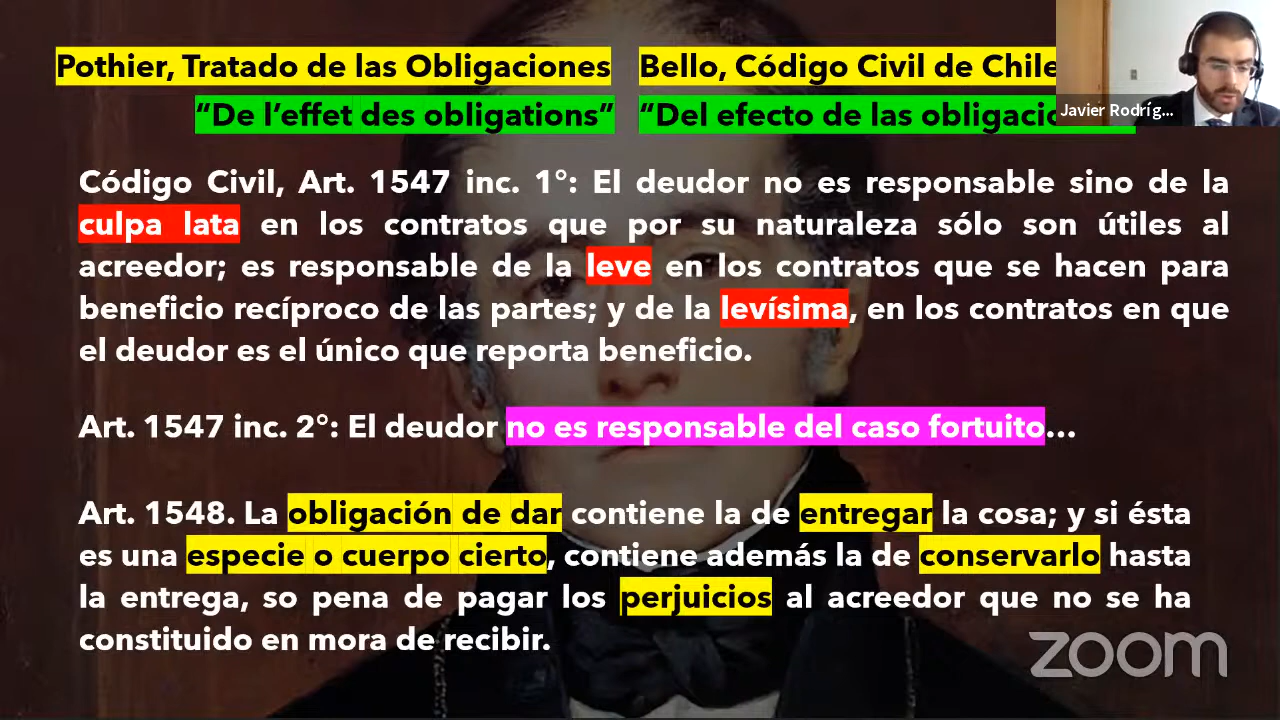 Pothier, Tratado de las Obligaciones
Bello, Código Civil de Chile
“De l’effet des obligations”
“Del efecto de las obligacio
Javier Rodríg...
Código Civil, Art. 1547 inc. 1°: El deudor no es responsable sino de la
culpa lata en los contratos que por su naturaleza sólo son útiles al
acreedor; es responsable de la leve en los contratos que se hacen para
beneficio recíproco de las partes; y de la levísima, en los contratos en que
el deudor es el único que reporta beneficio.
Art. 1547 inc. 2°: El deudor no es responsable del caso fortuito...
Art. 1548. La obligación de dar contiene la de entregar la cosa; y si ésta
es una especie o cuerpo cierto, contiene además la de conservarlo hasta
la entrega, so pena de pagar los perjuicios al acreedor que no se ha
constituido en mora de recibir.
zoom